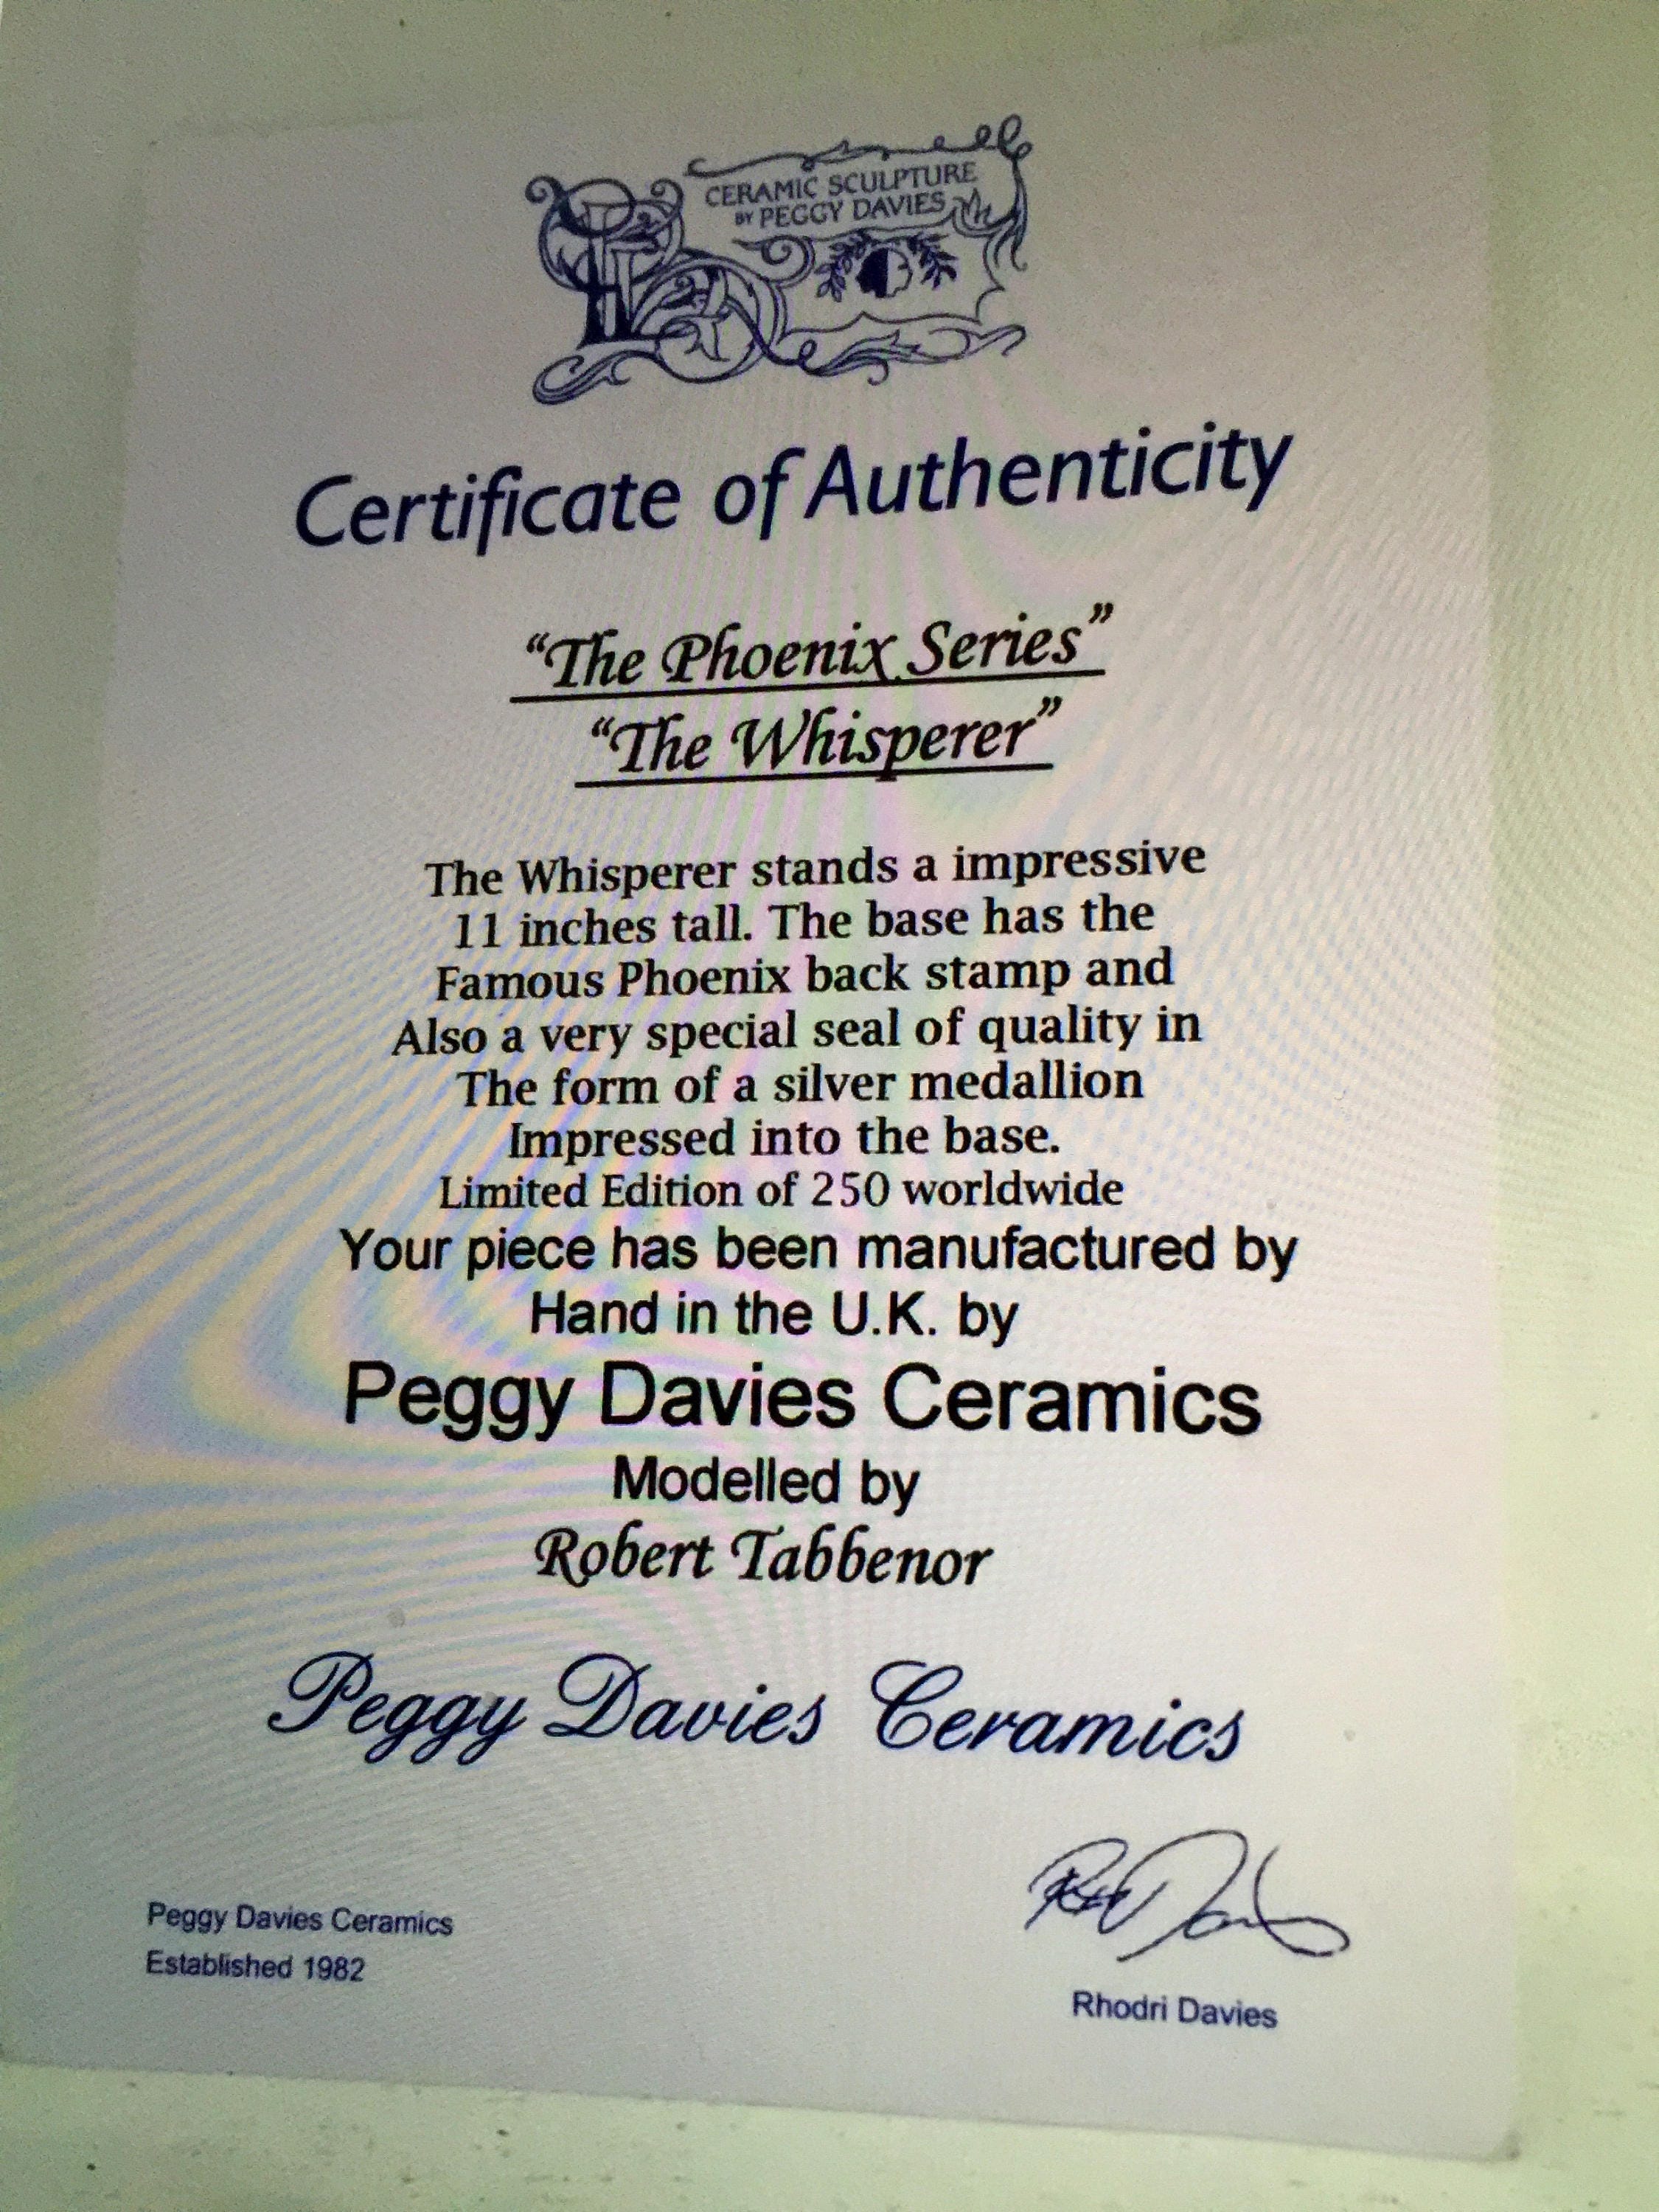 CERAMIC SCULPTURE
BY PEGGY DAVIES
Certificate of Authenticity
“The Phoenix Series”
“The Whisperer”
The Whisperer stands a impressive
11 inches tall. The base has the
Famous Phoenix back stamp and
Also a very special seal of quality in
The form of a silver medallion
Impressed into the base.
Limited Edition of 250 worldwide
Your piece has been manufactured by
Hand in the U.K. by
Peggy Davies Ceramics
Modelled by
Robert Tabbenor
Peggy Davies Ceramics
Peggy Davies Ceramics
Established 1982
Rhodri Davies